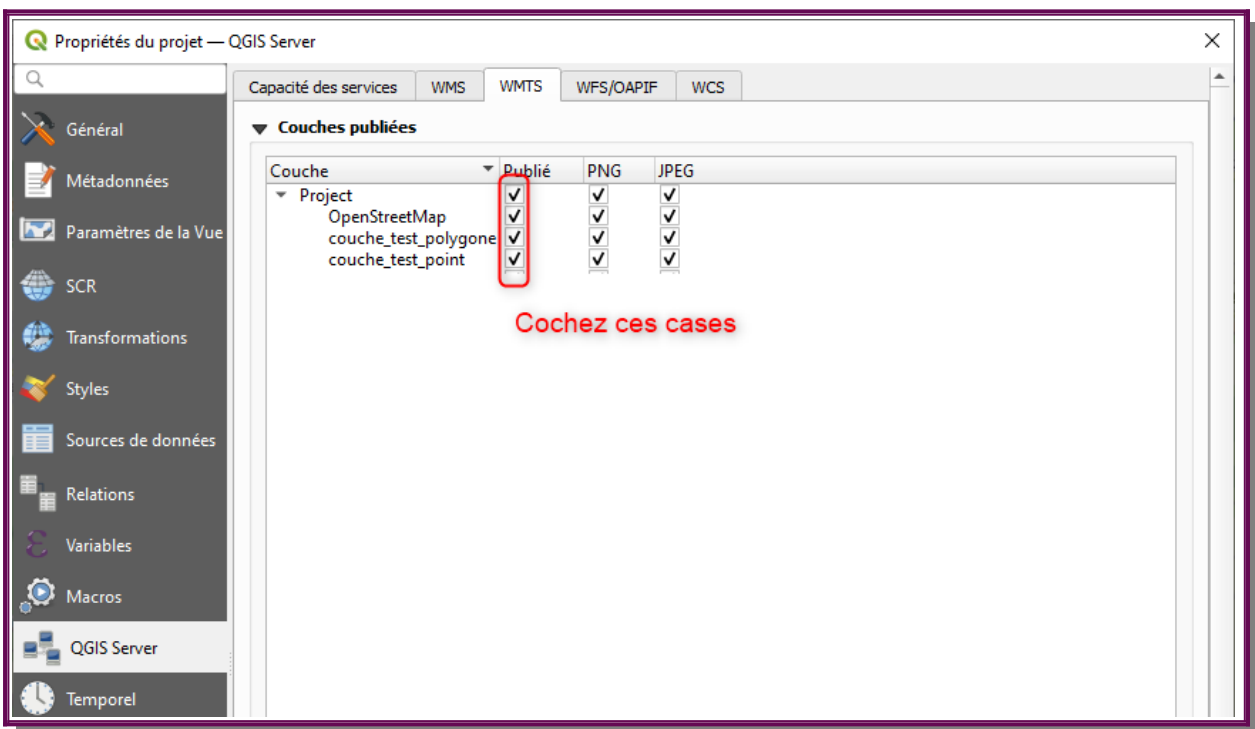 Propriétés du projet — QGIS Server
Capacité des services WMS WMTS WFS/OAPIF WCS
Général
Métadonnées
Paramètres de la Vue
SCR
Transformations
Styles
Sources de données
Relations
Variables
Macros
QGIS Server
Temporel
Couches publiées
Couche Publié PNG JPEG
Project
OpenStreetMap
couche_test_polygone
couche_test_point
Cochez ces cases